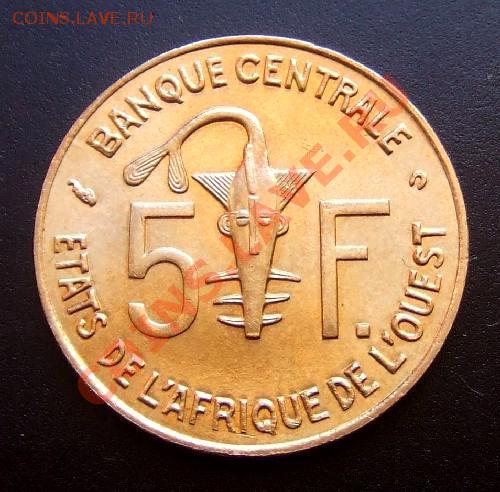 COINS.LAVE.RU
BANQUE CENTRALE
5 F.
ETATS DE L'AFRIQUE DE L'OUEST
COINS.LAVE.RU